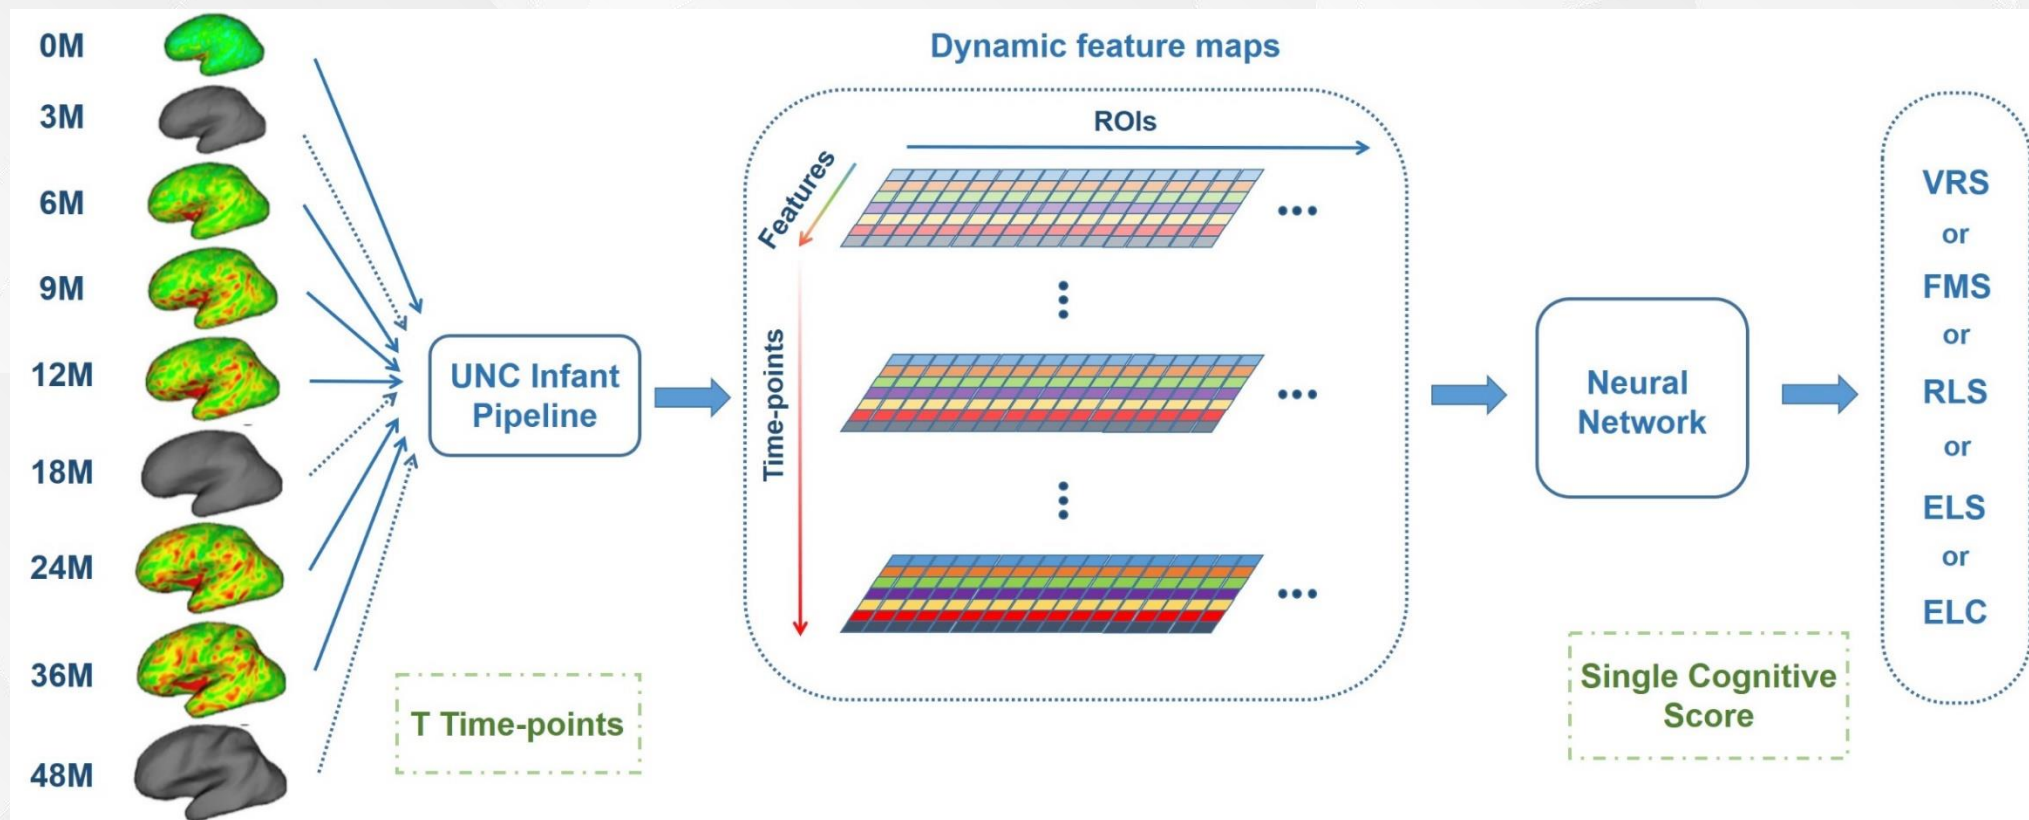 0M
3M
6M
9M
12M
18M
24M
36M
48M
UNC Infant
Pipeline
T Time-points
Dynamic feature maps
ROIs
Features
Time-points
Neural
Network
Single Cognitive
Score
VRS
or
FMS
or
RLS
or
ELS
or
ELC